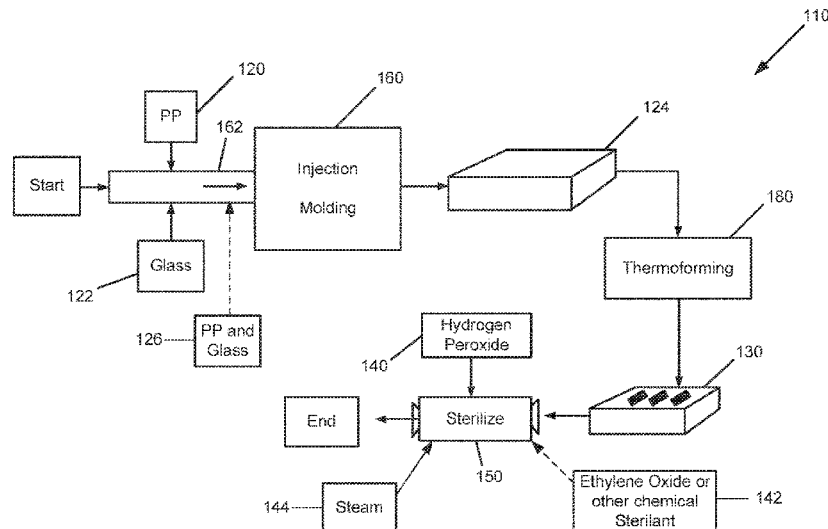 110
120
PP
160
162
124
Start
Injection
Molding
180
Glass
122
Thermoforming
126
PP and
Glass
Hydrogen
Peroxide
140
130
End
Sterilize
150
144
Steam
Ethylene Oxide or
other chemical
Sterilant
142